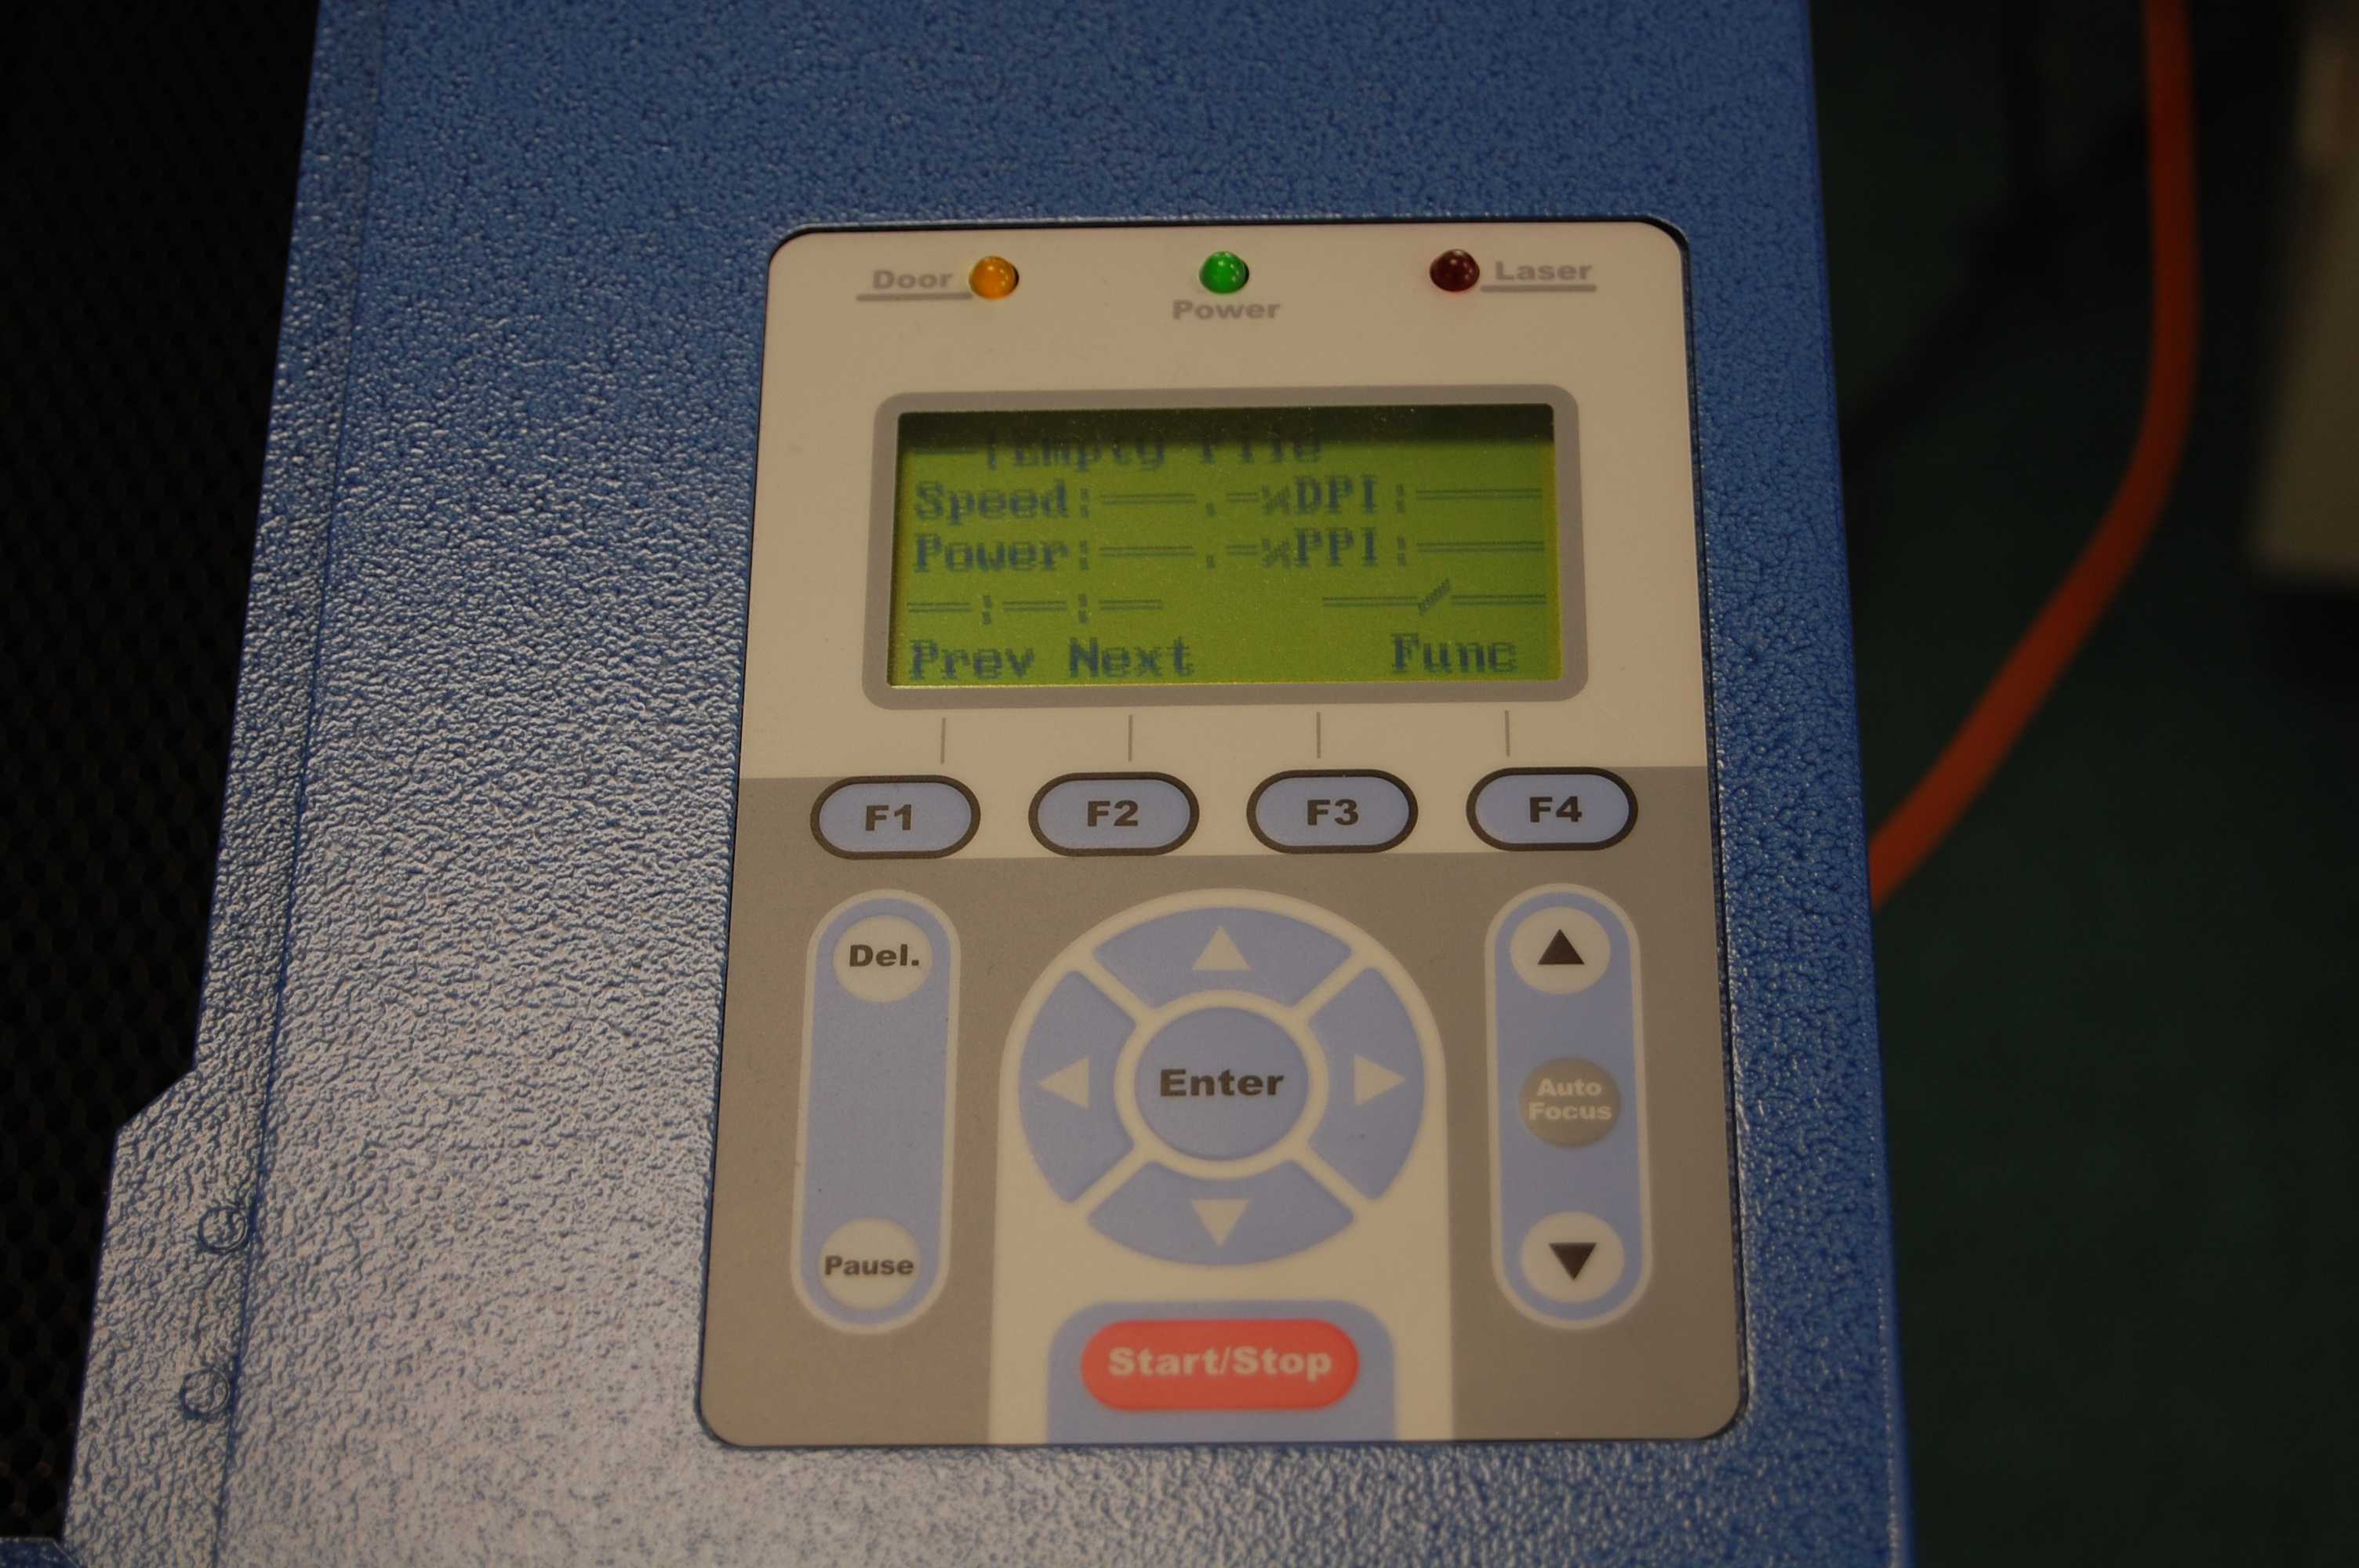 Door
Power
Laser
Empty File
Speed:---.-%DPI:----
Power:---.-%PPI:----
--:--:-- ---/---
Prev Next Func
F1 F2 F3 F4
Del.
Enter
Auto
Focus
Pause
Start/Stop